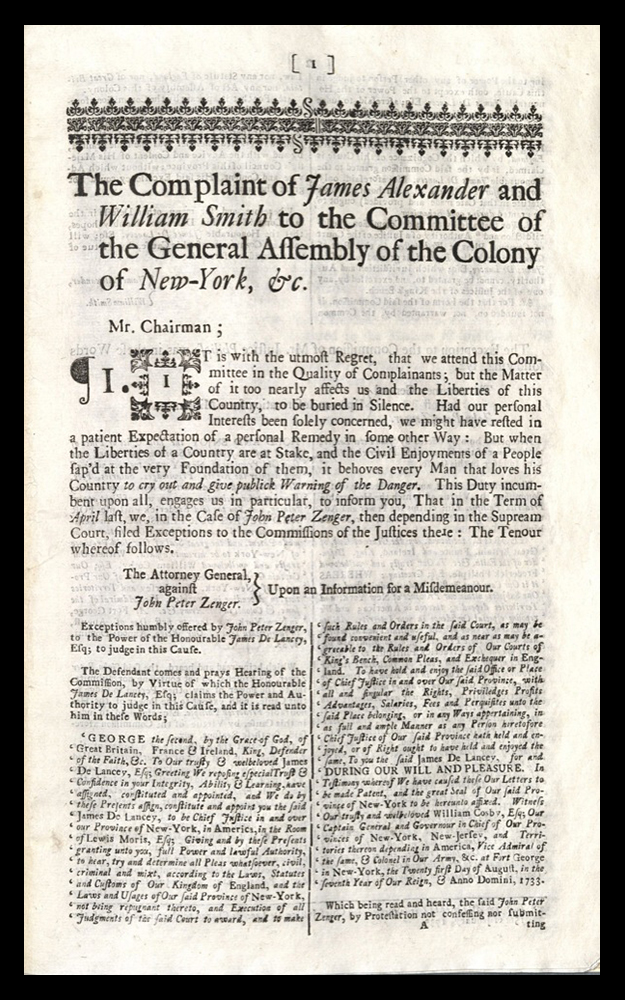 [ 1 ]
The Complaint of James Alexander and
William Smith to the Committee of
the General Aſſembly of the Colony
of New-York, &c.
Mr. Chairman ;
¶ 1. IT is with the utmoſt Regret, that we attend this Com-
mittee in the Quality of Complainants ; but the Matter
of it too nearly affects us and the Liberties of this
Country, to be buried in Silence. Had our perſonal
Intereſts been ſolely concerned, we might have reſted in
a patient Expectation of a perſonal Remedy in ſome other Way : But when
the Liberties of a Country are at Stake, and the Civil Enjoyments of a People
ſap'd at the very Foundation of them, it behoves every Man that loves his
Country to cry out and give publick Warning of the Danger. This Duty incum-
bent upon all, engages us in particular, to inform you, That in the Term of
April laſt, we, in the Caſe of John Peter Zenger, then depending in the Supream
Court, filed Exceptions to the Commiſſions of the Juſtices there : The Tenour
whereof follows.
The Attorney General,
againſt
John Peter Zenger.
} Upon an Information for a Miſdemeanour.
Exceptions humbly offered by John Peter Zenger,
to the Power of the Honourable James De Lancey,
Eſq; to judge in this Cauſe.
The Defendant comes and prays Hearing of the
Commiſſion, by Virtue of which the Honourable
James De Lancey, Eſq; claims the Power and Au-
thority to judge in this Cauſe, and it is read unto
him in theſe Words;
‘ GEORGE the ſecond, by the Grace of God, of
‘ Great Britain, France & Ireland, King, Defender
‘ of the Faith, &c. To Our truſty & welbeloved James
‘ De Lancey, Eſq; Greeting We repoſing eſpecial Truſt &
‘ Confidence in your Integrity, Ability & Learning, have
‘ aſſigned, conſtituted and appointed, and We do by
‘ theſe Preſents aſſign, conſtitute and appoint you the ſaid
‘ James De Lancey, to be Chief Juſtice in and over
‘ our Province of New-York, in America, in the Room
‘ of Lewis Moris, Eſq; Giving and by theſe Preſents
‘ granting unto you, full Power and lawful Authority,
‘ to hear, try and determine all Pleas whatſoever, civil,
‘ criminal and mixt, according to the Laws, Statutes
‘ and Cuſtoms of Our Kingdom of England, and the
‘ Laws and Uſages of Our ſaid Province of New-York,
‘ not being repugnant thereto, and Execution of all
‘ Judgments of the ſaid Court to award, and to make
‘ ſuch Rules and Orders in the ſaid Court, as may be
‘ found convenient and uſeful, and as near as may be a-
‘ greeable to the Rules and Orders of Our Courts of
‘ King's Bench, Common Pleas, and Exchequer in Eng-
‘ land. To have hold and enjoy the ſaid Office or Place
‘ of Chief Juſtice in and over Our ſaid Province, with
‘ all and ſingular the Rights, Priviledges Profits
‘ Advantages, Salaries, Fees and Perquiſites unto the
‘ ſaid Place belonging, or in any Ways appertaining, in
‘ as full and ample Manner as any Perſon heretofore
‘ Chief Juſtice of Our ſaid Province hath held and en-
‘ joyed, or of Right ought to have held and enjoyed the
‘ ſame, To you the ſaid James De Lancey, for and
‘ DURING OUR WILL AND PLEASURE. In
‘ Teſtimony whereof We have cauſed theſe Our Letters to
‘ be made Patent, and the great Seal of Our ſaid Pro-
‘ vince of New-York to be hereunto affixed. Witneſs
‘ Our truſty and welbeloved William Cosby, Eſq; Our
‘ Captain General and Governour in Chief of Our Pro-
‘ vinces of New-York, New-Jerſey, and Terri-
‘ tories thereon depending in America, Vice Admiral of
‘ the ſame, & Colonel in Our Army, &c. at Fort George
‘ in New-York, the Twenty firſt Day of Auguſt, in the
‘ ſeventh Year of Our Reign, & Anno Domini, 1733.
Which being read and heard, the ſaid John Peter
Zenger, by Proteſtation not confeſſing nor ſubmit-
A ting